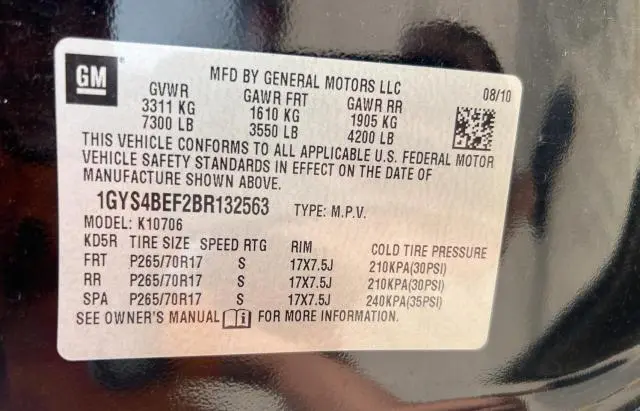 GM
MFD BY GENERAL MOTORS LLC
08/10
GVWR GAWR FRT GAWR RR
3311 KG 1610 KG 1905 KG
7300 LB 3550 LB 4200 LB
THIS VEHICLE CONFORMS TO ALL APPLICABLE U.S. FEDERAL MOTOR
VEHICLE SAFETY STANDARDS IN EFFECT ON THE DATE OF
MANUFACTURE SHOWN ABOVE.
1GYS4BEF2BR132563 TYPE: M.P.V.
MODEL: K10706
KD5R TIRE SIZE SPEED RTG RIM COLD TIRE PRESSURE
FRT P265/70R17 S 17X7.5J 210KPA(30PSI)
RR P265/70R17 S 17X7.5J 210KPA(30PSI)
SPA P265/70R17 S 17X7.5J 240KPA(35PSI)
SEE OWNER'S MANUAL i FOR MORE INFORMATION.